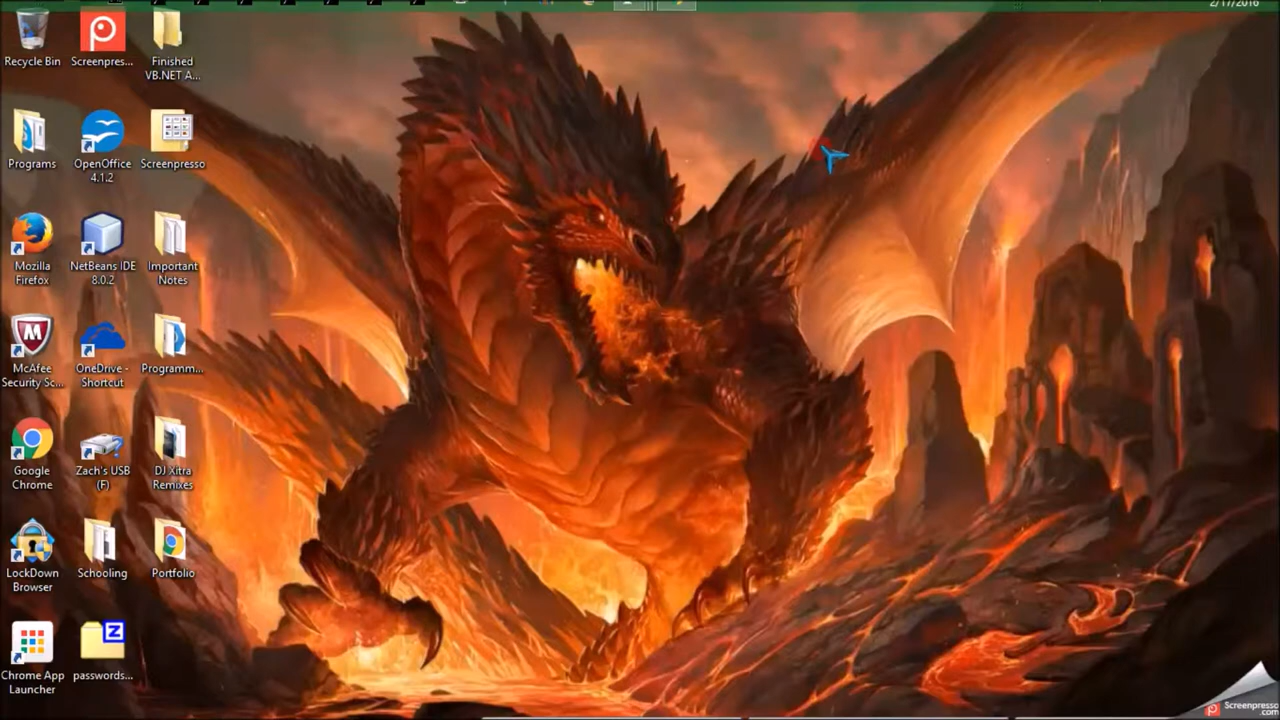 2/17/2016
Recycle Bin
Screenpres...
Finished
VB.NET A...
Programs
OpenOffice
4.1.2
Screenpresso
Mozilla
Firefox
NetBeans IDE
8.0.2
Important
Notes
McAfee
Security Sc...
OneDrive -
Shortcut
Programm...
Google
Chrome
Zach's USB
(F)
DJ Xitra
Remixes
LockDown
Browser
Schooling
Portfolio
Chrome App
Launcher
Z
passwords...
Screenpresso
.com